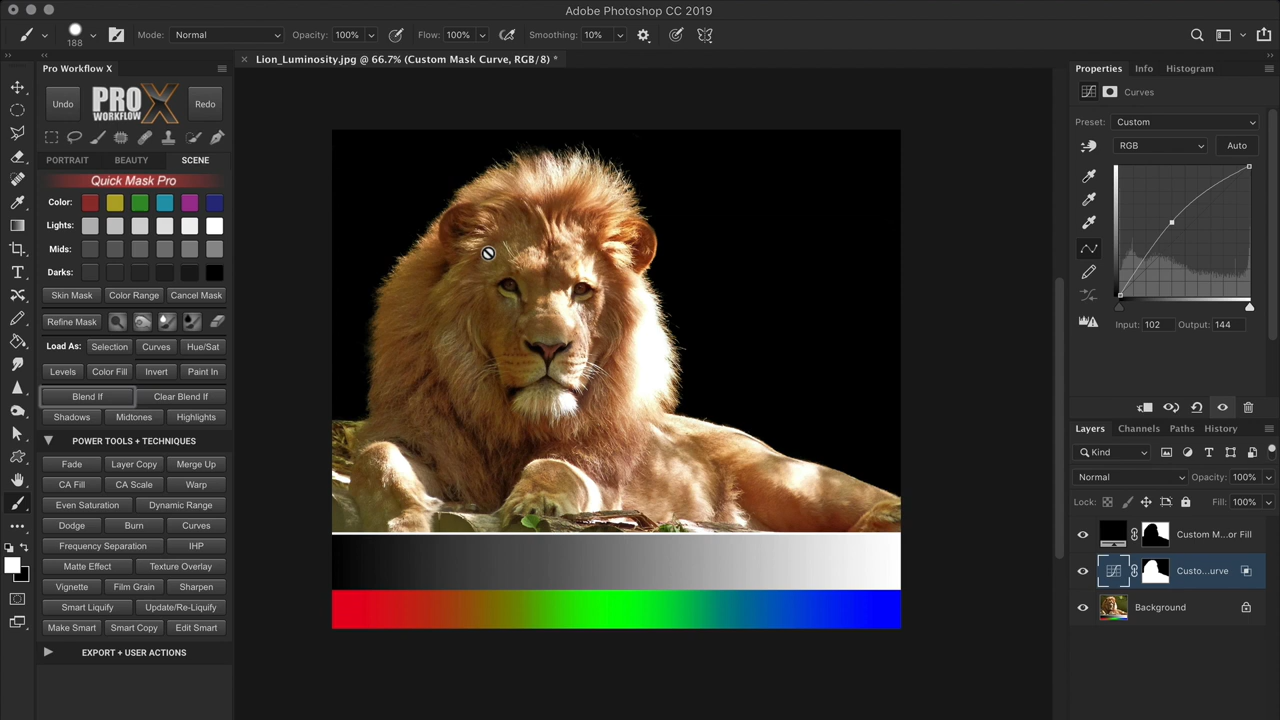 Adobe Photoshop CC 2019
188
Mode: Normal
Opacity: 100%
Flow: 100%
Smoothing: 10%
Pro Workflow X
Lion_Luminosity.jpg @ 66.7% (Custom Mask Curve, RGB/8) *
Undo
PRO X
WORKFLOW
Redo
PORTRAIT BEAUTY SCENE
Quick Mask Pro
Color:
Lights:
Mids:
Darks:
Skin Mask Color Range Cancel Mask
Refine Mask
Load As: Selection Curves Hue/Sat
Levels Color Fill Invert Paint In
Blend If Clear Blend If
Shadows Midtones Highlights
POWER TOOLS + TECHNIQUES
Fade Layer Copy Merge Up
CA Fill CA Scale Warp
Even Saturation Dynamic Range
Dodge Burn Curves
Frequency Separation IHP
Matte Effect Texture Overlay
Vignette Film Grain Sharpen
Smart Liquify Update/Re-Liquify
Make Smart Smart Copy Edit Smart
EXPORT + USER ACTIONS
Properties Info Histogram
Curves
Preset: Custom
RGB Auto
Input: 102 Output: 144
Layers Channels Paths History
Kind
Normal Opacity: 100%
Lock: Fill: 100%
Custom M...or Fill
Custo...urve
Background